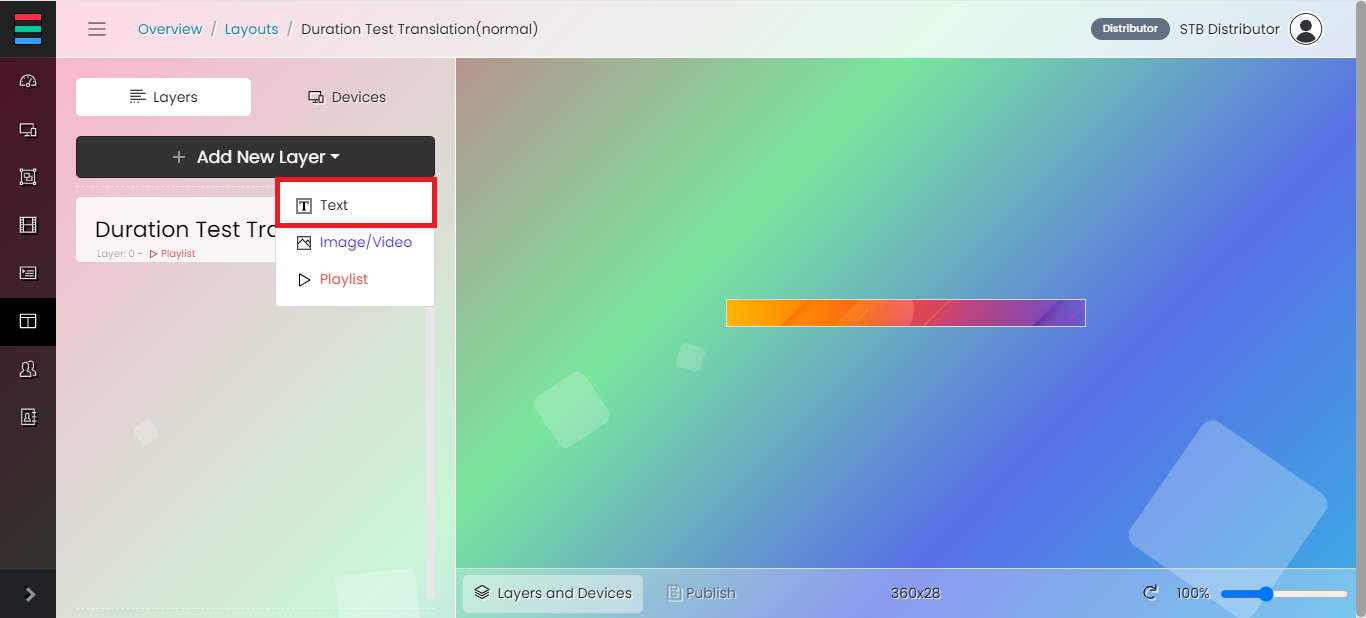 Overview / Layouts / Duration Test Translation(normal)
Distributor
STB Distributor
Layers
Devices
+ Add New Layer
Text
Image/Video
Playlist
Duration Test Tra
Layer: 0 - Playlist
Layers and Devices
Publish
360x28
100%